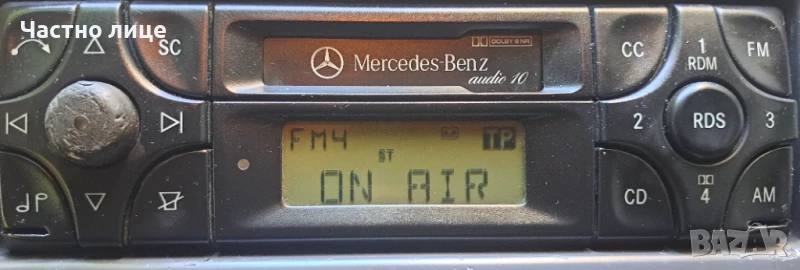 Частно лице
SC
DOLBY B NR
Mercedes-Benz
audio 10
CC
1
RDM
FM
2
RDS
3
FM4
TP
ST
ON AIR
CD
4
AM
BAZAR